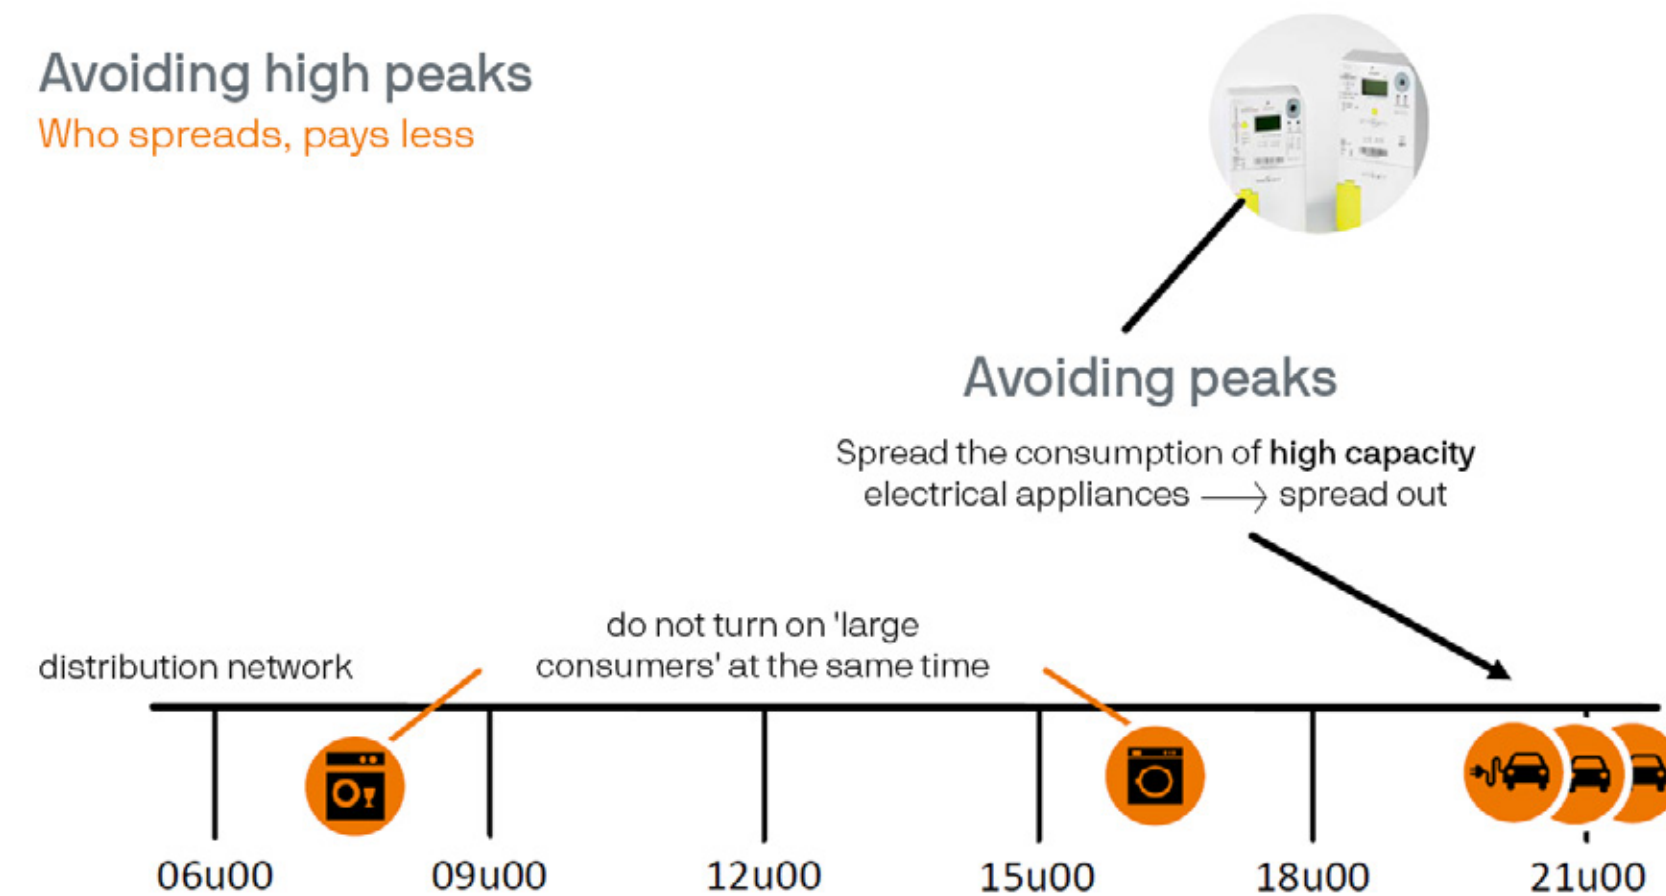 Avoiding high peaks
Who spreads, pays less
Avoiding peaks
Spread the consumption of high capacity
electrical appliances ⟶ spread out
do not turn on 'large
consumers' at the same time
distribution network
06u00 09u00 12u00 15u00 18u00 21u00